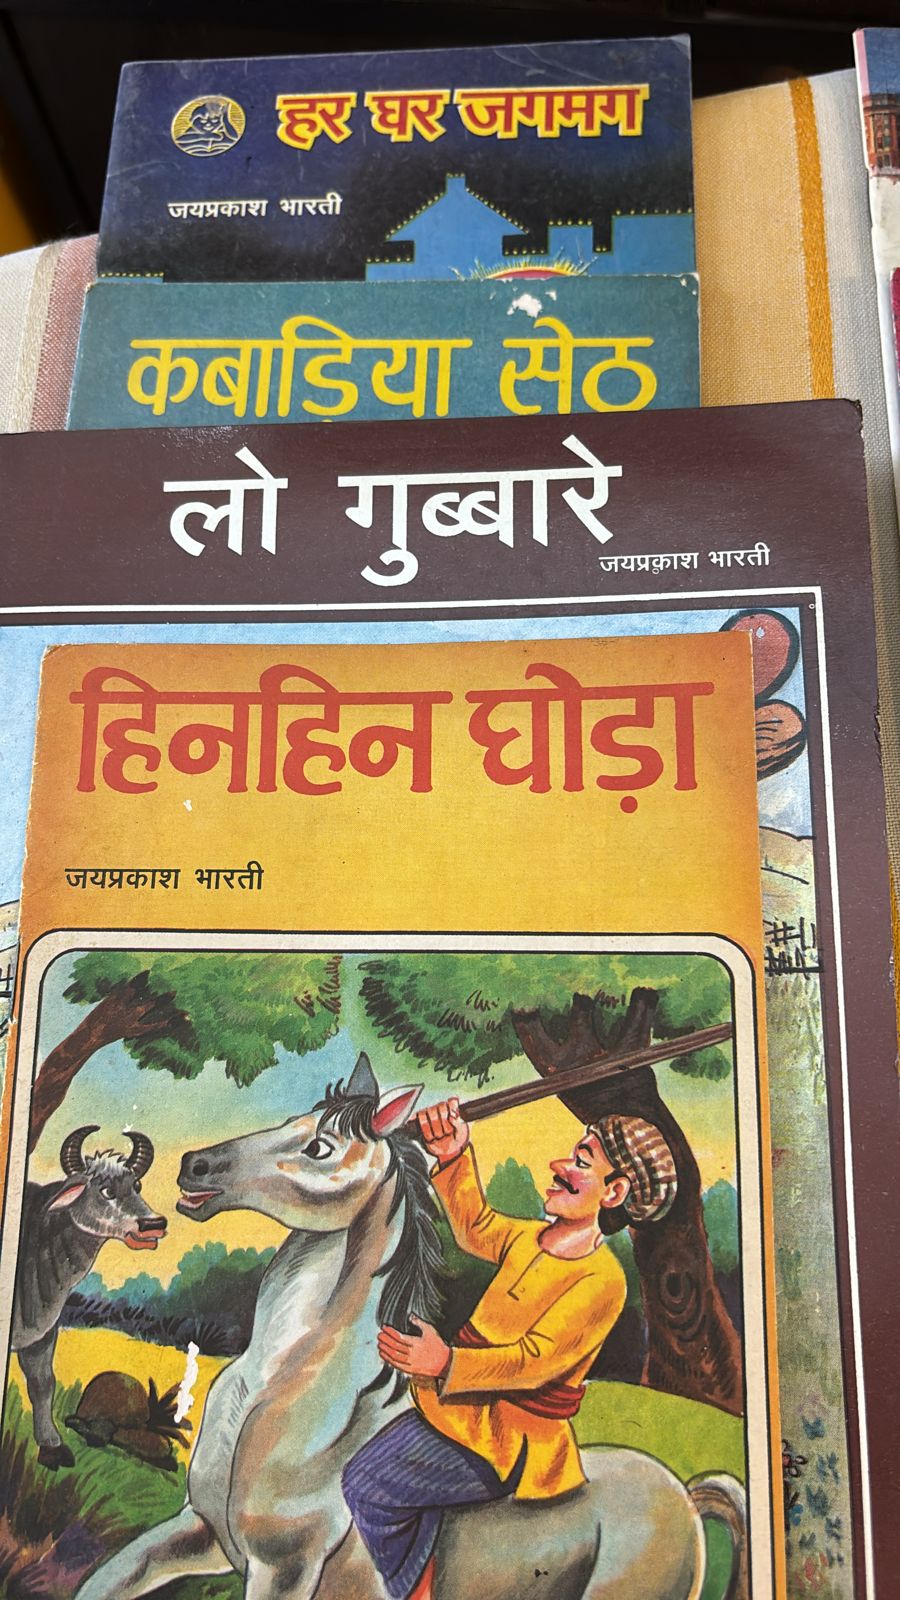 हर घर जगमग
जयप्रकाश भारती
कबाड़िया सेठ
लो गुब्बारे
जयप्रकाश भारती
हिनहिन घोड़ा
जयप्रकाश भारती